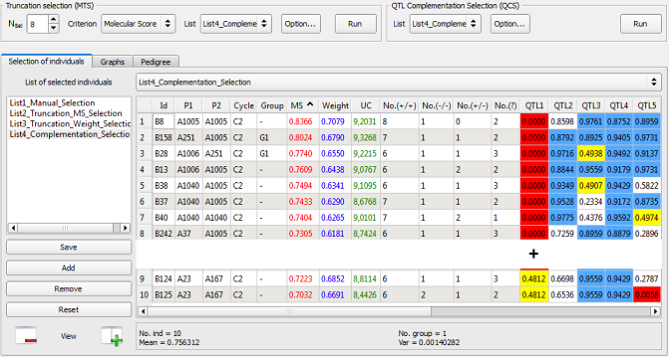 Truncation selection (MTS)
QTL Complementation Selection (QCS)
NSel 8 Criterion Molecular Score List List4_Compleme Option... Run
List List4_Compleme Option... Run
Selection of individuals Graphs Pedigree
List of selected individuals
List4_Complementation_Selection
List1_Manual_Selection
List2_Truncation_MS_Selection
List3_Truncation_Weight_Selectio
List4_Complementation_Selectio
Save
Add
Remove
Reset
View
Id P1 P2 Cycle Group MS Weight UC No.(+/+) No.(-/-) No.(+/-) No.(?) QTL1 QTL2 QTL3 QTL4 QTL5
1 B8 A1005 A1005 C2 - 0.8366 0.7079 9,2031 8 1 0 2 0.0000 0.8598 0.9761 0.8752 0.8959
2 B158 A251 A1005 C2 G1 0.8024 0.6790 9,3268 7 1 1 2 0.0000 0.8792 0.8925 0.9405 0.9731
3 B28 A1006 A251 C2 G1 0.7740 0.6550 9,2215 6 1 1 3 0.0000 0.9716 0.4938 0.9492 0.9137
4 B13 A1006 A1005 C2 - 0.7609 0.6438 9,0767 6 1 2 2 0.0000 0.8844 0.9559 0.9179 0.9731
5 B38 A1040 A1005 C2 - 0.7494 0.6341 9,1095 6 1 1 3 0.0000 0.9349 0.4907 0.9429 0.5822
6 B37 A1040 A1005 C2 - 0.7433 0.6290 8,6768 7 1 1 2 0.0000 0.9528 0.2334 0.9172 0.8735
7 B40 A1040 A1005 C2 - 0.7404 0.6265 9,0101 7 1 2 1 0.0000 0.9775 0.4376 0.9592 0.4974
8 B242 A37 A1005 C2 - 0.7305 0.6181 8,7424 6 1 1 3 0.0000 0.7259 0.8959 0.8879 0.2896
+
9 B124 A23 A167 C2 - 0.7223 0.6852 8,8114 6 1 1 3 0.4812 0.6698 0.9559 0.9429 0.2787
10 B125 A23 A167 C2 - 0.7032 0.6691 8,4426 6 2 1 2 0.4812 0.6536 0.9559 0.9429 0.0058
No. ind = 10 No. group = 1
Mean = 0.756312 Var = 0.00140282